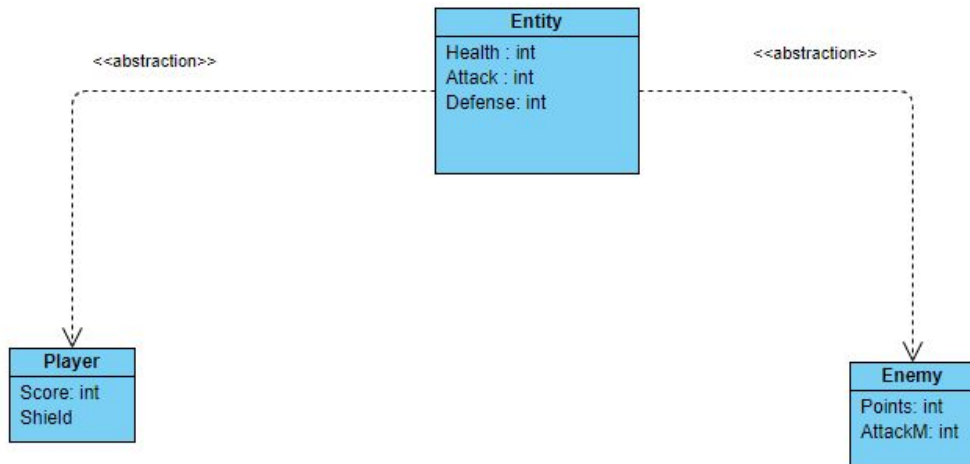 Entity
Health : int
Attack : int
Defense: int
<<abstraction>>
<<abstraction>>
Player
Score: int
Shield
Enemy
Points: int
AttackM: int